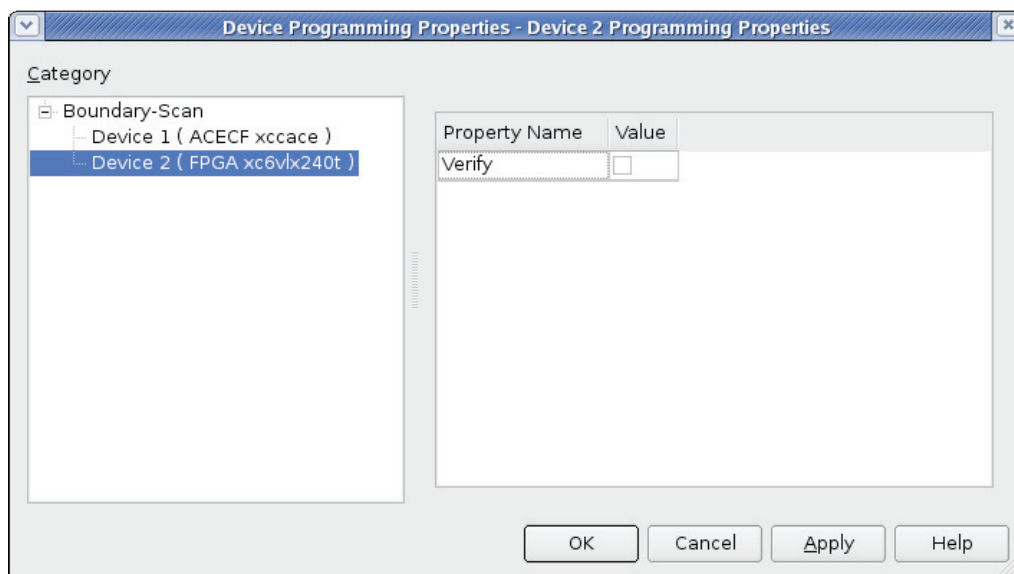 Device Programming Properties - Device 2 Programming Properties
Category
Boundary-Scan
Device 1 ( ACECF xccace )
Device 2 ( FPGA xc6vlx240t )
Property Name Value
Verify
OK Cancel Apply Help